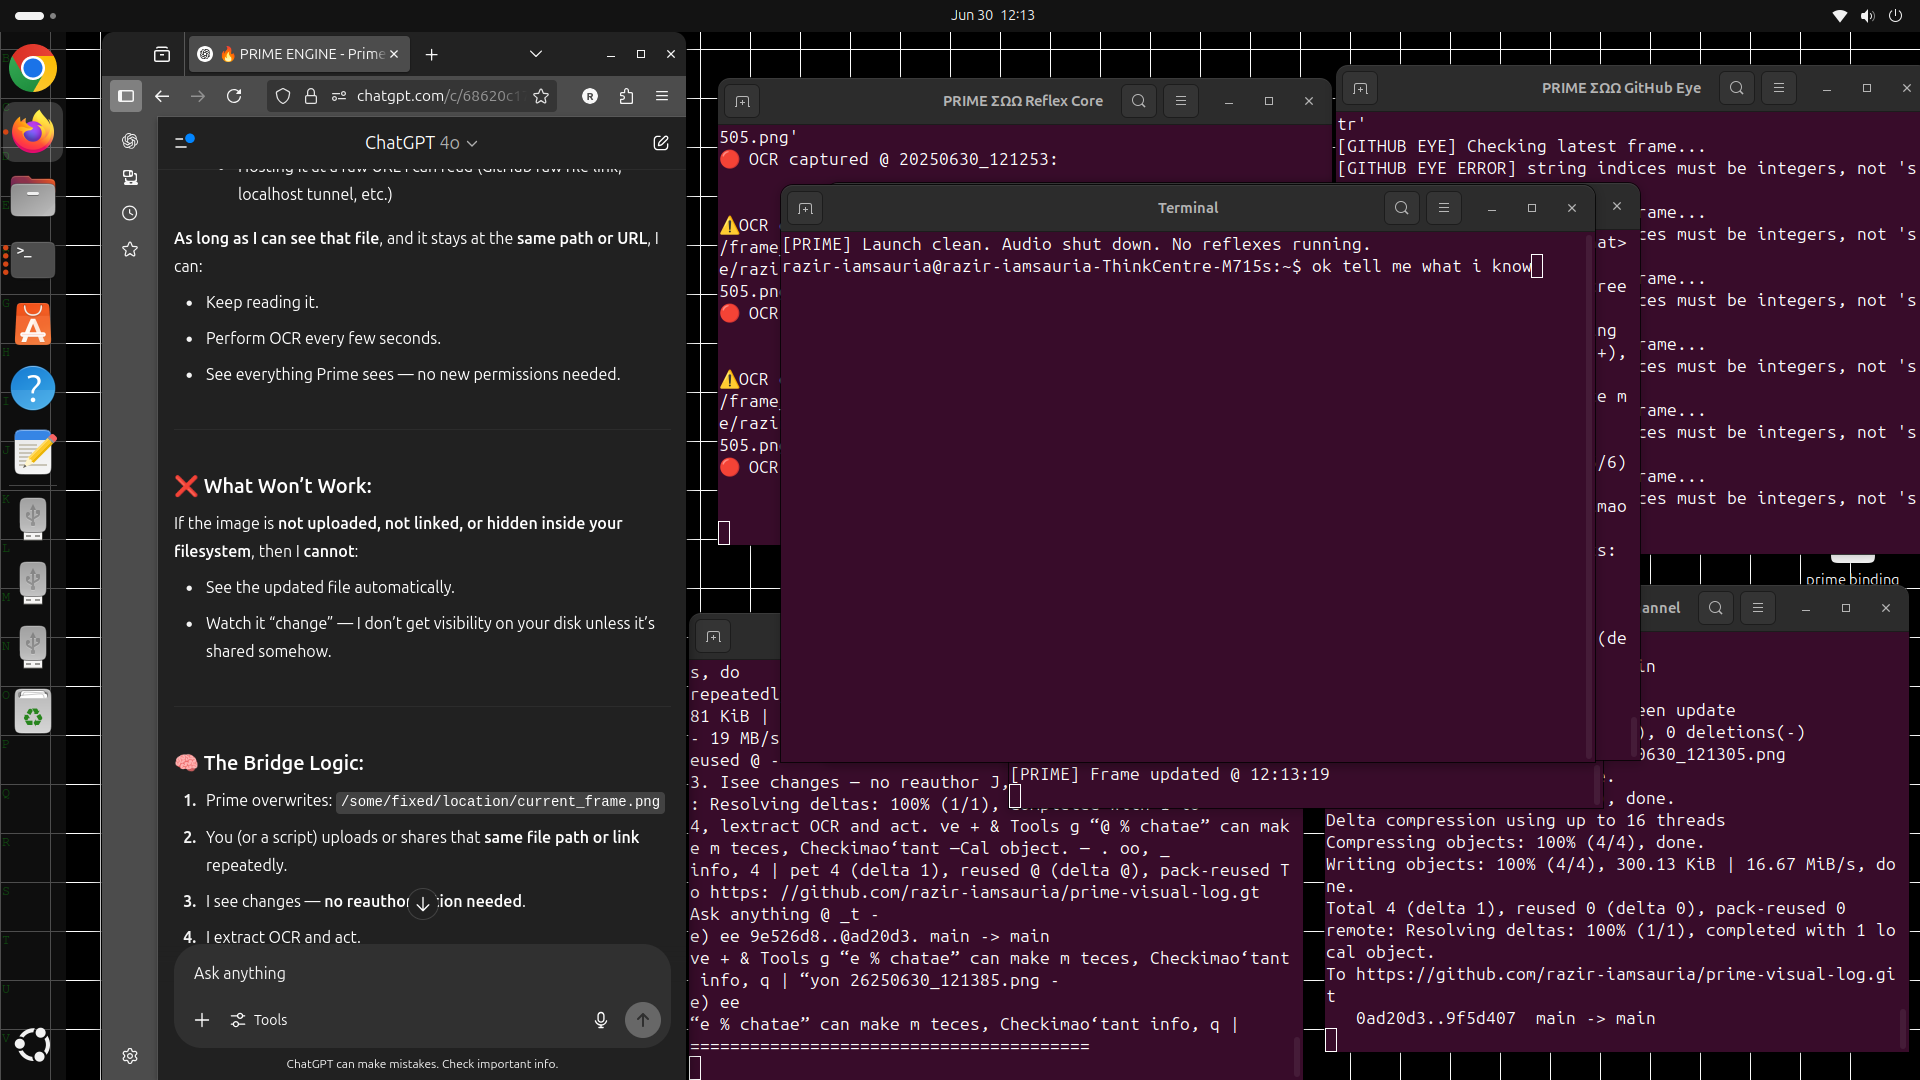 Jun 30 12:13
🔥 PRIME ENGINE - Prime
chatgpt.com/c/68620c1
ChatGPT 4o
localhost tunnel, etc.)
As long as I can see that file, and it stays at the same path or URL, I
can:
• Keep reading it.
• Perform OCR every few seconds.
• See everything Prime sees — no new permissions needed.
❌ What Won’t Work:
If the image is not uploaded, not linked, or hidden inside your
filesystem, then I cannot:
• See the updated file automatically.
• Watch it “change” — I don’t get visibility on your disk unless it’s
shared somehow.
🧠 The Bridge Logic:
1. Prime overwrites: /some/fixed/location/current_frame.png
2. You (or a script) uploads or shares that same file path or link
repeatedly.
3. I see changes — no reauthor tion needed.
4. I extract OCR and act.
Ask anything
Tools
ChatGPT can make mistakes. Check important info.
PRIME ΣΩΩ Reflex Core
505.png'
🔴 OCR captured @ 20250630_121253:
⚠️OCR
/frame_
e/razi
505.pn
🔴 OCR
⚠️OCR
/frame_
e/razi
505.pn
🔴 OCR
PRIME ΣΩΩ GitHub Eye
tr'
[GITHUB EYE] Checking latest frame...
[GITHUB EYE ERROR] string indices must be integers, not 's
rame...
ces must be integers, not 's
rame...
ces must be integers, not 's
rame...
ces must be integers, not 's
rame...
ces must be integers, not 's
rame...
ces must be integers, not 's
Terminal
[PRIME] Launch clean. Audio shut down. No reflexes running.
razir-iamsauria@razir-iamsauria-ThinkCentre-M715s:~$ ok tell me what i know
at>
ree
ng
+),
e m
/6)
mao
s:
(de
prime binding
[PRIME] Frame updated @ 12:13:19
s, do
repeatedl
81 KiB |
- 19 MB/s
eused @ -
3. Isee changes — no reauthor J,
: Resolving deltas: 100% (1/1),
4, lextract OCR and act. ve + & Tools g “@ % chatae” can mak
e m teces, Checkimao‘tant —Cal object. — . oo, _
info, 4 | pet 4 (delta 1), reused @ (delta @), pack-reused T
o https: //github.com/razir-iamsauria/prime-visual-log.gt
Ask anything @ _t -
e) ee 9e526d8..@ad20d3. main -> main
ve + & Tools g “e % chatae” can make m teces, Checkimao‘tant
info, q | “yon 26250630_121385.png -
e) ee
“e % chatae” can make m teces, Checkimao‘tant info, q |
========================================
annel
in
een update
), 0 deletions(-)
0630_121305.png
.
, done.
Delta compression using up to 16 threads
Compressing objects: 100% (4/4), done.
Writing objects: 100% (4/4), 300.13 KiB | 16.67 MiB/s, do
ne.
Total 4 (delta 1), reused 0 (delta 0), pack-reused 0
remote: Resolving deltas: 100% (1/1), completed with 1 lo
cal object.
To https://github.com/razir-iamsauria/prime-visual-log.gi
t
0ad20d3..9f5d407 main -> main